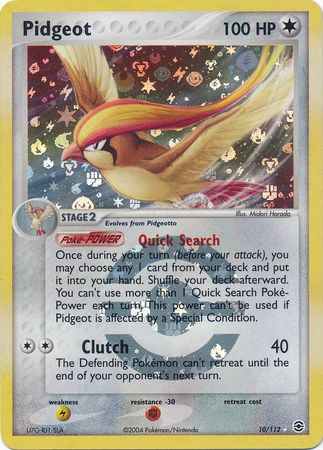 Pidgeot 100 HP
Illus. Midori Harada
STAGE 2
Evolves from Pidgeotto
Poké-POWER Quick Search
Once during your turn (before your attack), you
may choose any 1 card from your deck and put
it into your hand. Shuffle your deck afterward.
You can't use more than 1 Quick Search Poké-
Power each turn. This power can't be used if
Pidgeot is affected by a Special Condition.
Clutch 40
The Defending Pokémon can't retreat until the
end of your opponent's next turn.
weakness resistance -30 retreat cost
©2004 Pokémon/Nintendo 10/112